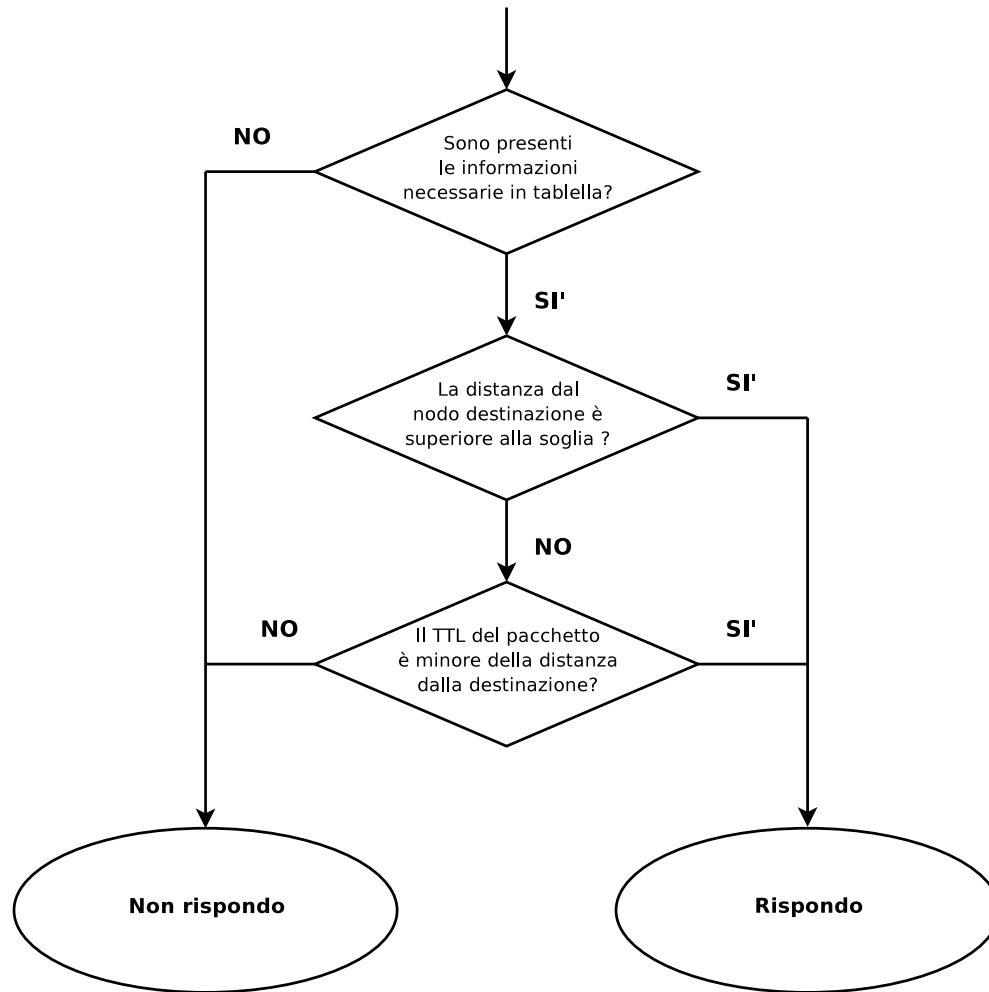 NO
Sono presenti
le informazioni
necessarie in tablella?
SI'
La distanza dal
nodo destinazione è
superiore alla soglia ?
SI'
NO
NO
Il TTL del pacchetto
è minore della distanza
dalla destinazione?
SI'
Non rispondo
Rispondo